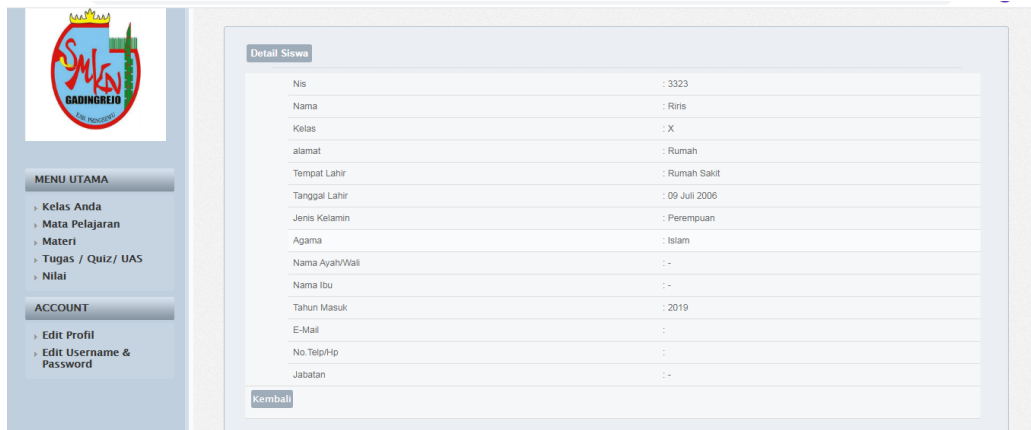 SMKN
GADINGREJO
KAB. PRINGSEWU
MENU UTAMA
Kelas Anda
Mata Pelajaran
Materi
Tugas / Quiz/ UAS
Nilai
ACCOUNT
Edit Profil
Edit Username &
Password
Detail Siswa
Nis : 3323
Nama : Riris
Kelas : X
alamat : Rumah
Tempat Lahir : Rumah Sakit
Tanggal Lahir : 09 Juli 2006
Jenis Kelamin : Perempuan
Agama : Islam
Nama Ayah/Wali : -
Nama Ibu : -
Tahun Masuk : 2019
E-Mail :
No.Telp/Hp :
Jabatan : -
Kembali